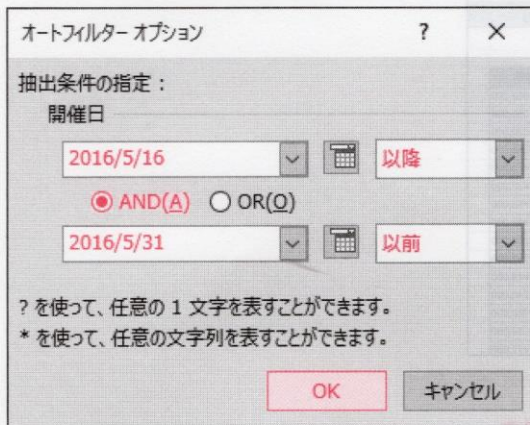 オートフィルター オプション ? ×
抽出条件の指定：
開催日
2016/5/16 以降
AND(A) OR(O)
2016/5/31 以前
? を使って、任意の 1 文字を表すことができます。
* を使って、任意の文字列を表すことができます。
OK キャンセル